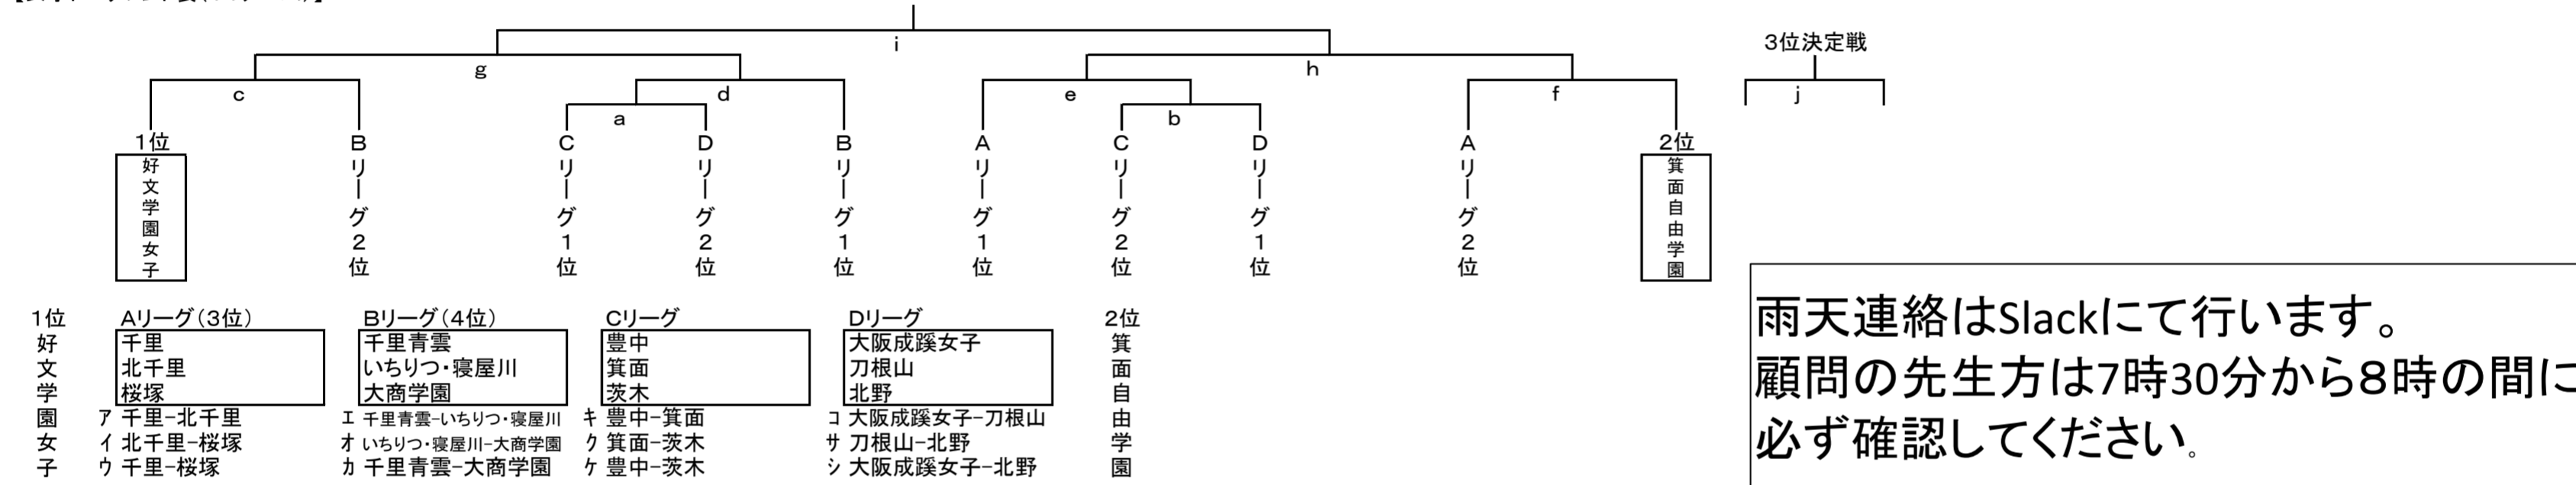 i
3位決定戦
g
h
c
d
e
f
j
a
b
1位
好文学園女子
Bリーグ2位
Cリーグ1位
Dリーグ2位
Bリーグ1位
Aリーグ1位
Cリーグ2位
Dリーグ1位
Aリーグ2位
2位
箕面自由学園
1位
好文学園女子
Aリーグ(3位)
千里
北千里
桜塚
ア 千里-北千里
イ 北千里-桜塚
ウ 千里-桜塚
Bリーグ(4位)
千里青雲
いちりつ・寝屋川
大商学園
エ 千里青雲-いちりつ・寝屋川
オ いちりつ・寝屋川-大商学園
カ 千里青雲-大商学園
Cリーグ
豊中
箕面
茨木
キ 豊中-箕面
ク 箕面-茨木
ケ 豊中-茨木
Dリーグ
大阪成蹊女子
刀根山
北野
コ 大阪成蹊女子-刀根山
サ 刀根山-北野
シ 大阪成蹊女子-北野
2位
箕面自由学園
雨天連絡はSlackにて行います。
顧問の先生方は7時30分から8時の間に
必ず確認してください。